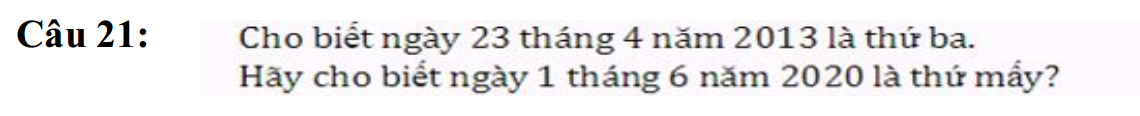 Câu 21: Cho biết ngày 23 tháng 4 năm 2013 là thứ ba.
Hãy cho biết ngày 1 tháng 6 năm 2020 là thứ mấy?